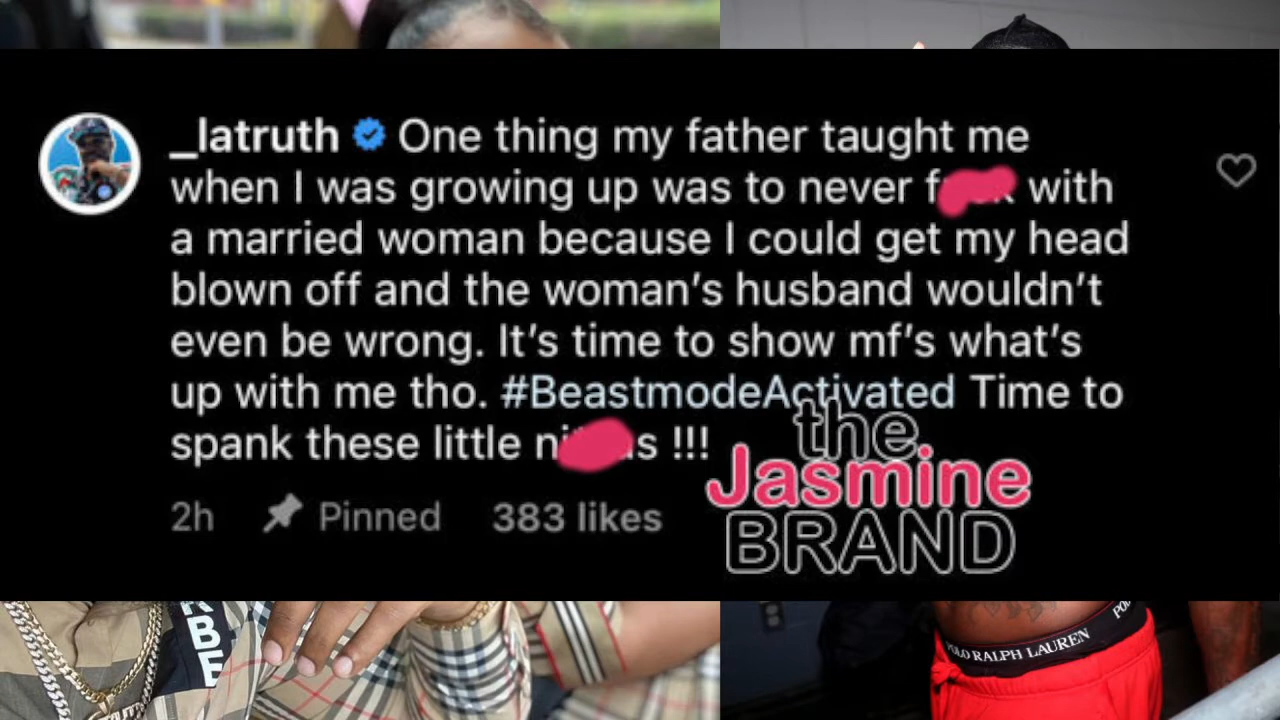 _latruth One thing my father taught me
when I was growing up was to never f k with
a married woman because I could get my head
blown off and the woman’s husband wouldn’t
even be wrong. It’s time to show mf’s what’s
up with me tho. #BeastmodeActivated Time to
spank these little ni s !!!
2h Pinned 383 likes
the
Jasmine
BRAND
POLO RALPH LAUREN PO